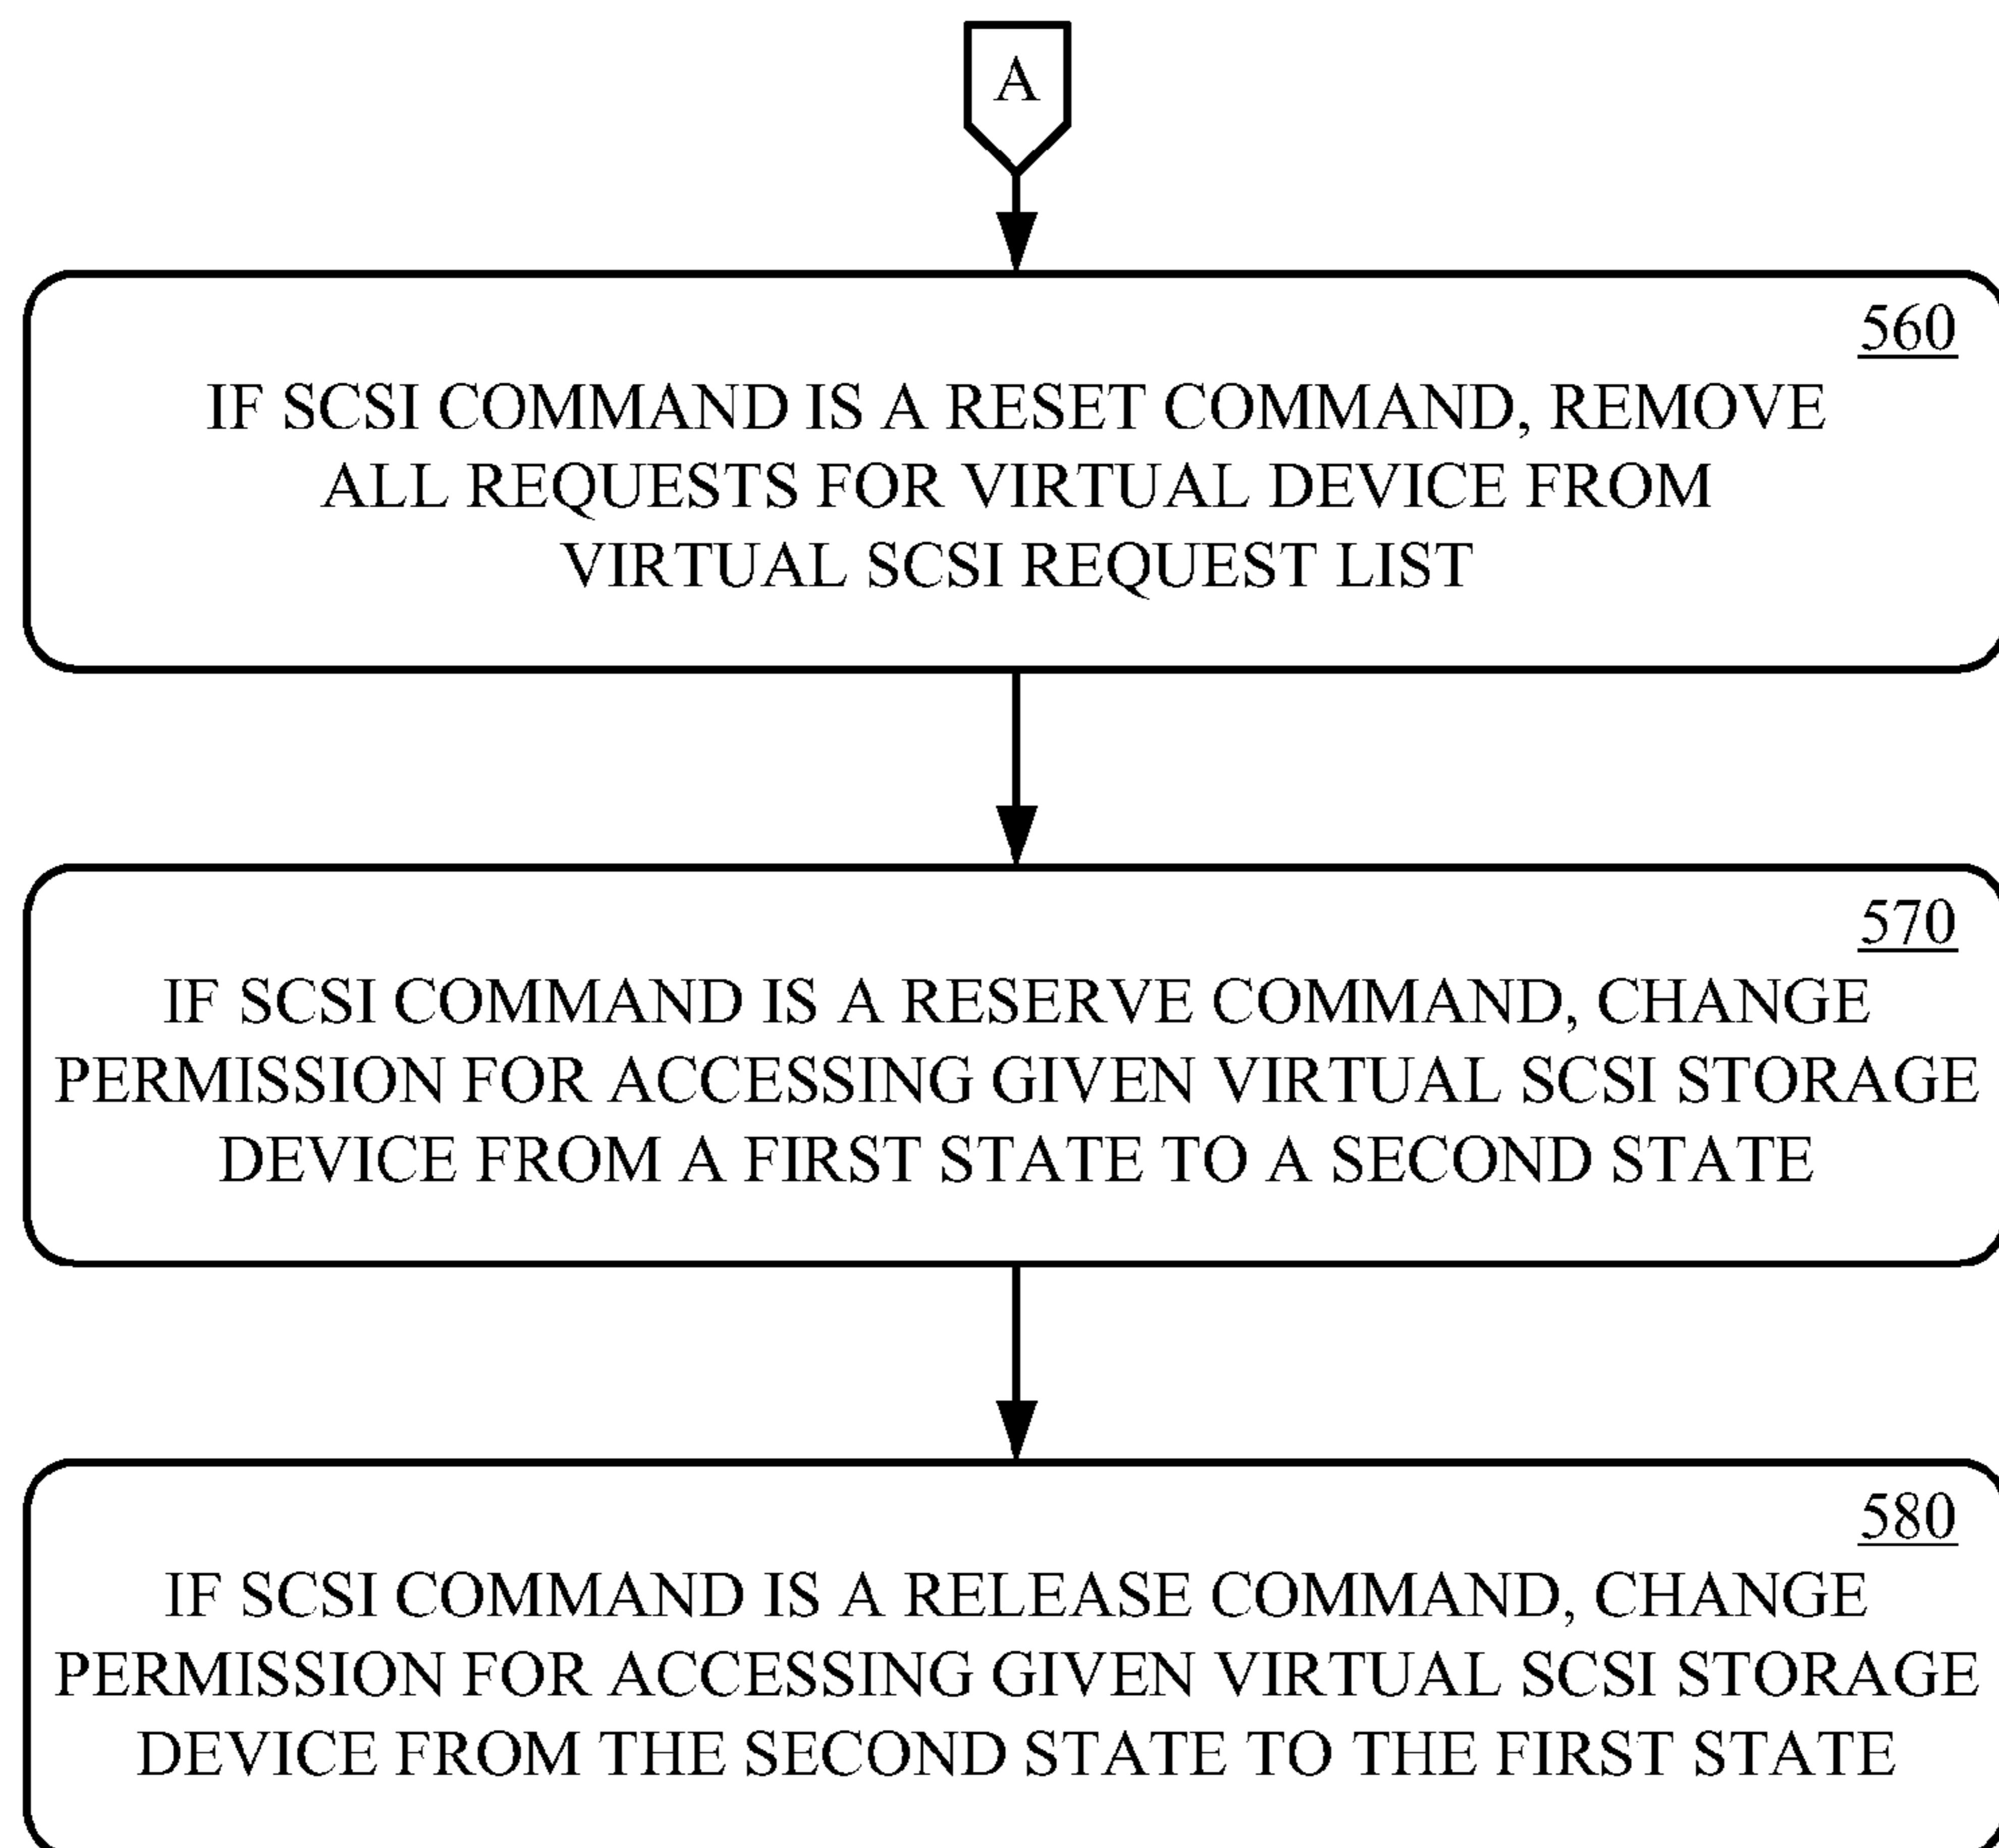 A
560
IF SCSI COMMAND IS A RESET COMMAND, REMOVE
ALL REQUESTS FOR VIRTUAL DEVICE FROM
VIRTUAL SCSI REQUEST LIST
570
IF SCSI COMMAND IS A RESERVE COMMAND, CHANGE
PERMISSION FOR ACCESSING GIVEN VIRTUAL SCSI STORAGE
DEVICE FROM A FIRST STATE TO A SECOND STATE
580
IF SCSI COMMAND IS A RELEASE COMMAND, CHANGE
PERMISSION FOR ACCESSING GIVEN VIRTUAL SCSI STORAGE
DEVICE FROM THE SECOND STATE TO THE FIRST STATE